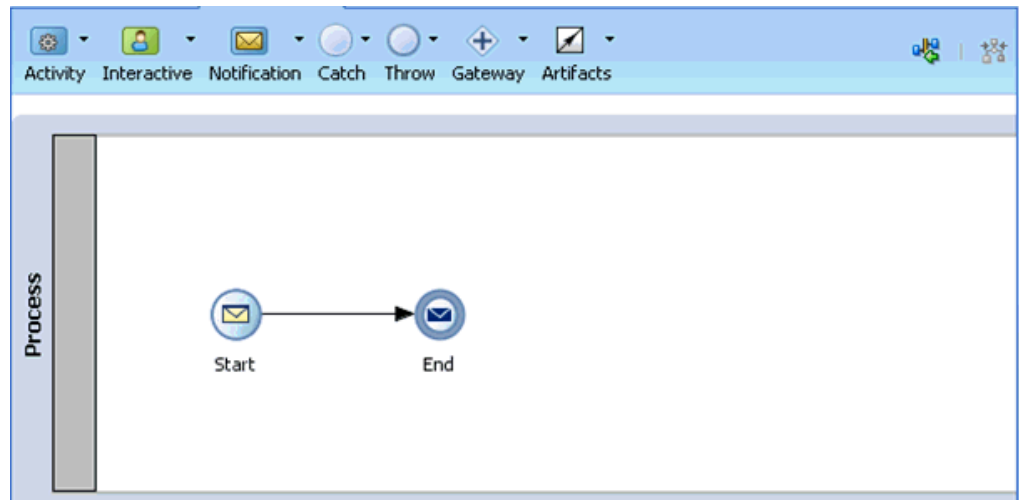 Activity Interactive Notification Catch Throw Gateway Artifacts
Process
Start End